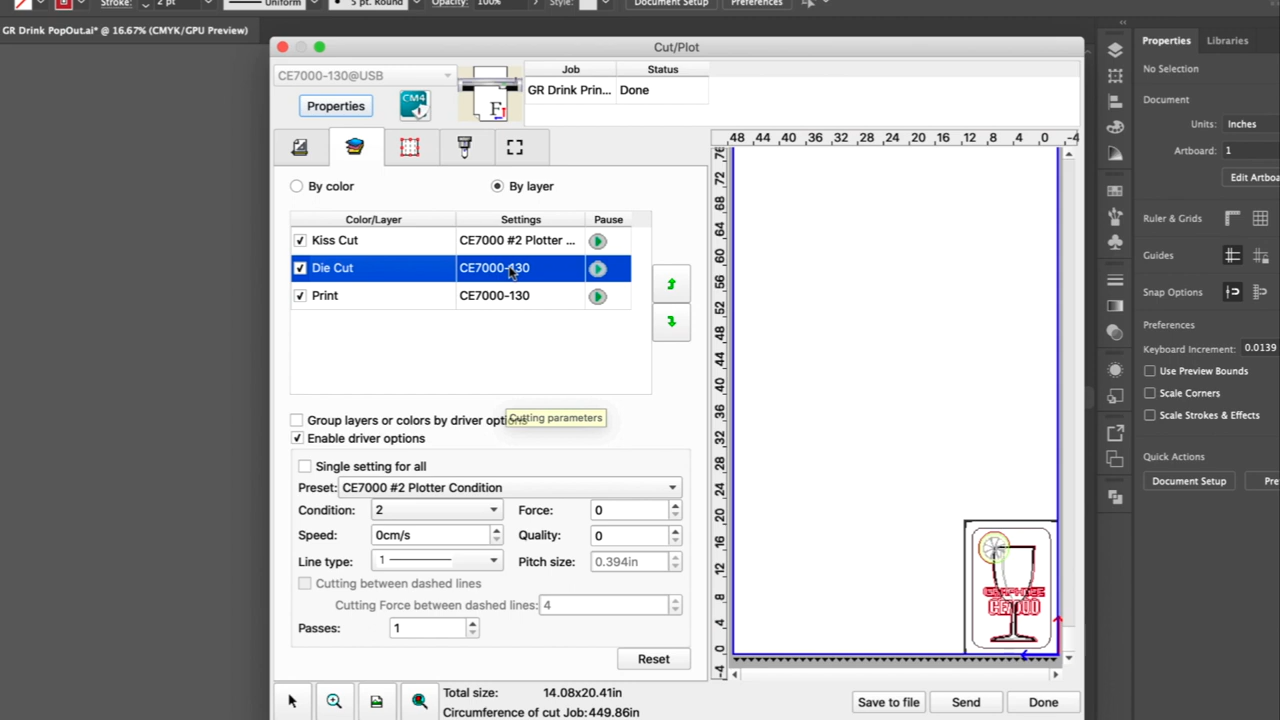 Stroke: 2 pt Uniform 5 pt. Round Opacity: 100% Style: Document Setup Preferences
GR Drink PopOut.ai* @ 16.67% (CMYK/GPU Preview)
Cut/Plot
CE7000-130@USB
Properties
CM4
F
Job Status
GR Drink Prin... Done
By color By layer
Color/Layer Settings Pause
Kiss Cut CE7000 #2 Plotter ...
Die Cut CE7000-130
Print CE7000-130
Group layers or colors by driver options
Cutting parameters
Enable driver options
Single setting for all
Preset: CE7000 #2 Plotter Condition
Condition: 2 Force: 0
Speed: 0cm/s Quality: 0
Line type: 1 Pitch size: 0.394in
Cutting between dashed lines
Cutting Force between dashed lines: 4
Passes: 1
Reset
Total size: 14.08x20.41in
Circumference of cut Job: 449.86in
Save to file Send Done
48 44 40 36 32 28 24 20 16 12 8 4 0 -4
76
72
68
64
60
56
52
48
44
40
36
32
28
24
20
16
12
8
4
0
-4
GRAPHTEC
CE7000
Properties Libraries
No Selection
Document
Units: Inches
Artboard: 1
Edit Artboa
Ruler & Grids
Guides
Snap Options
Preferences
Keyboard Increment: 0.0139
Use Preview Bounds
Scale Corners
Scale Strokes & Effects
Quick Actions
Document Setup Pre